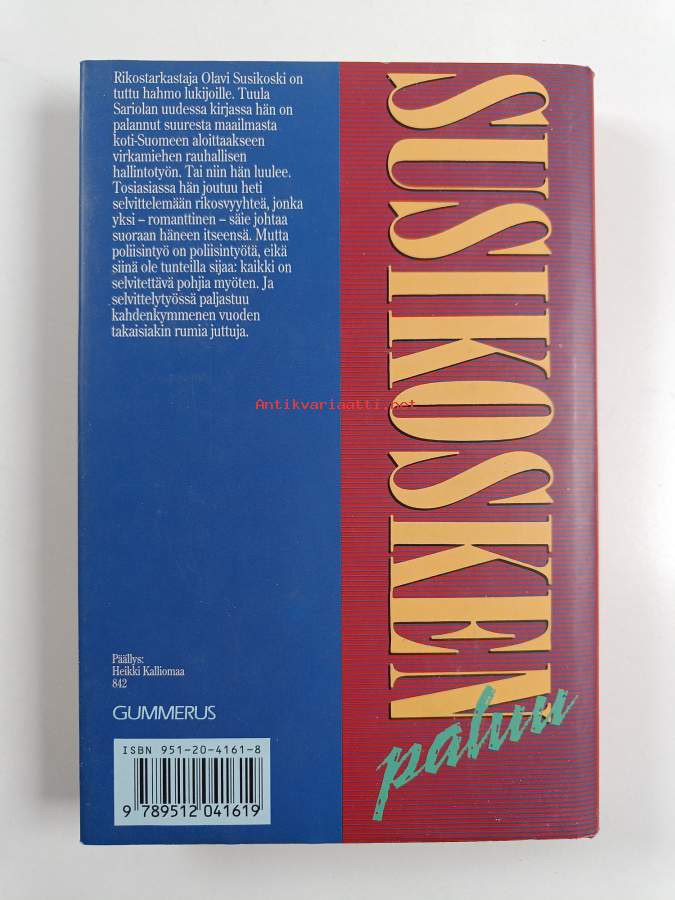 Rikostarkastaja Olavi Susikoski on
tuttu hahmo lukijoille. Tuula
Sariolan uudessa kirjassa hän on
palannut suuresta maailmasta
koti-Suomeen aloittaakseen
virkamiehen rauhallisen
hallintotyön. Tai niin hän luulee.
Tosiasiassa hän joutuu heti
selvittelemään rikosvyyhteä, jonka
yksi – romanttinen – säie johtaa
suoraan häneen itseensä. Mutta
poliisintyö on poliisintyötä, eikä
siinä ole tunteilla sijaa: kaikki on
selvitettävä pohjia myöten. Ja
selvittelytyössä paljastuu
kahdenkymmenen vuoden
takaisiakin rumia juttuja.
Antikvariaatti.net
Päällys:
Heikki Kalliomaa
842
GUMMERUS
ISBN 951-20-4161-8
9 789512 041619
SUSIKOSKEN
paluu